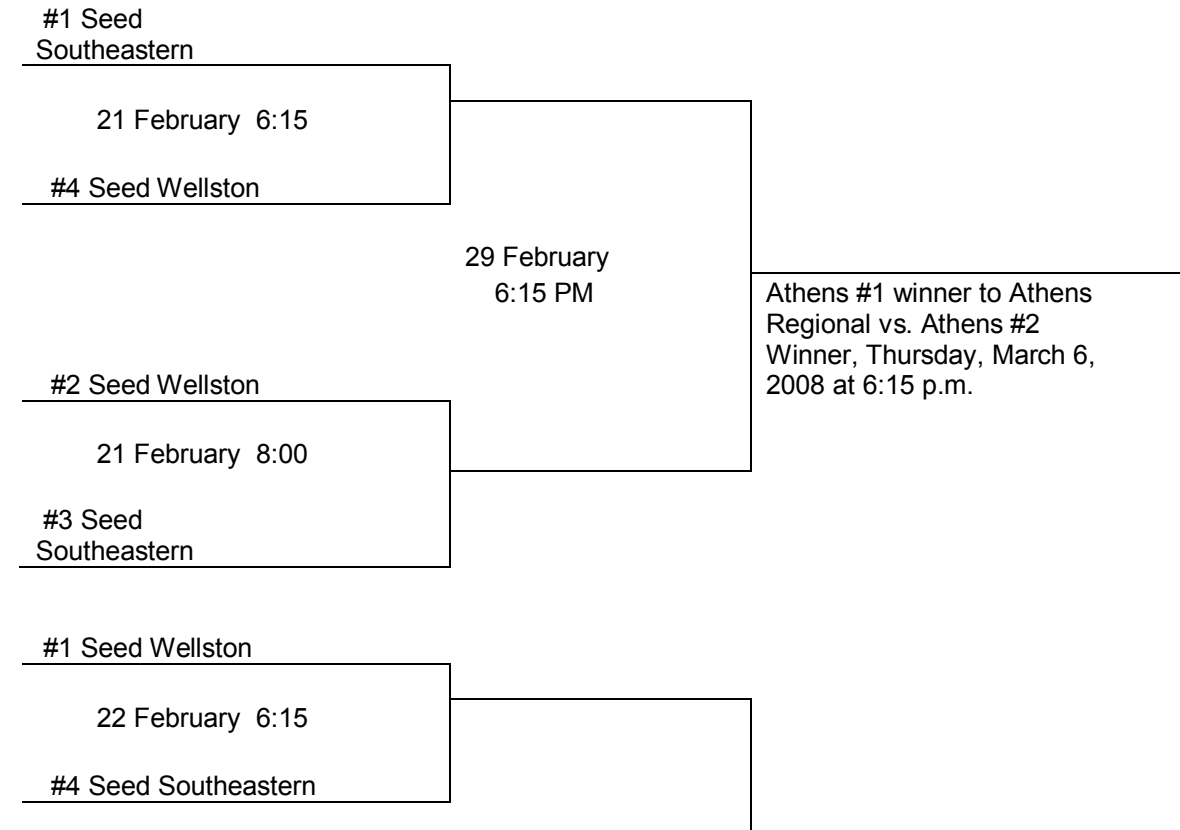 #1 Seed
Southeastern
21 February 6:15
#4 Seed Wellston
29 February
6:15 PM
Athens #1 winner to Athens
Regional vs. Athens #2
Winner, Thursday, March 6,
2008 at 6:15 p.m.
#2 Seed Wellston
21 February 8:00
#3 Seed
Southeastern
#1 Seed Wellston
22 February 6:15
#4 Seed Southeastern